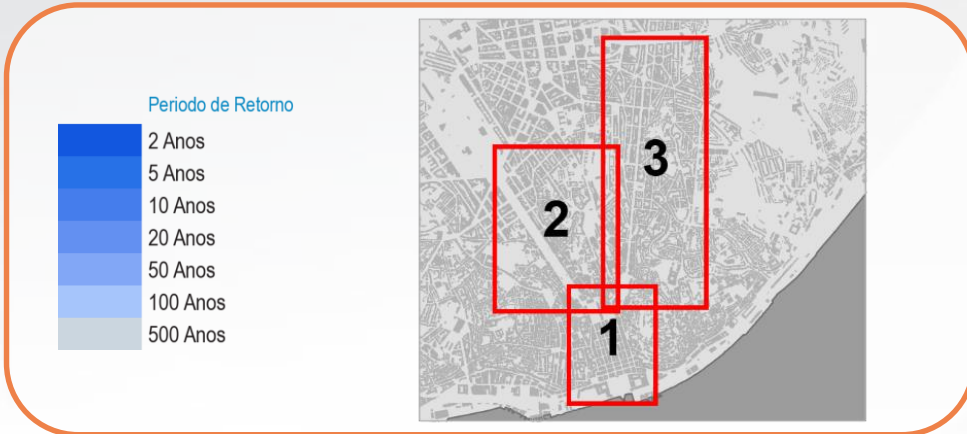 Periodo de Retorno
2 Anos
5 Anos
10 Anos
20 Anos
50 Anos
100 Anos
500 Anos
3
2
1